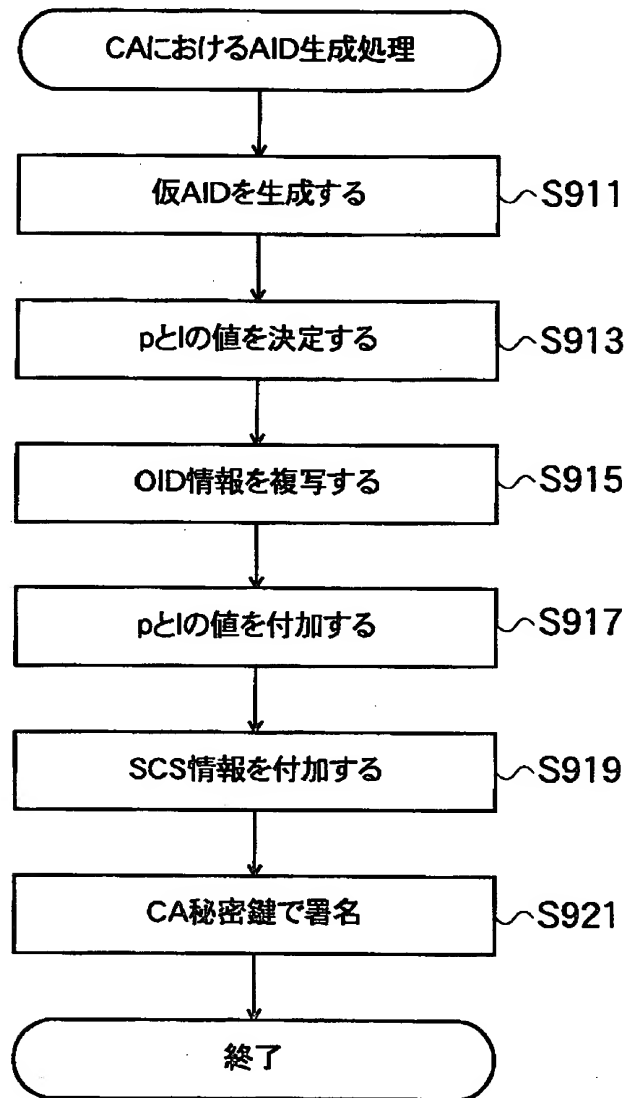 CAにおけるAID生成処理
仮AIDを生成する
S911
pとlの値を決定する
S913
OID情報を複写する
S915
pとlの値を付加する
S917
SCS情報を付加する
S919
CA秘密鍵で署名
S921
終了